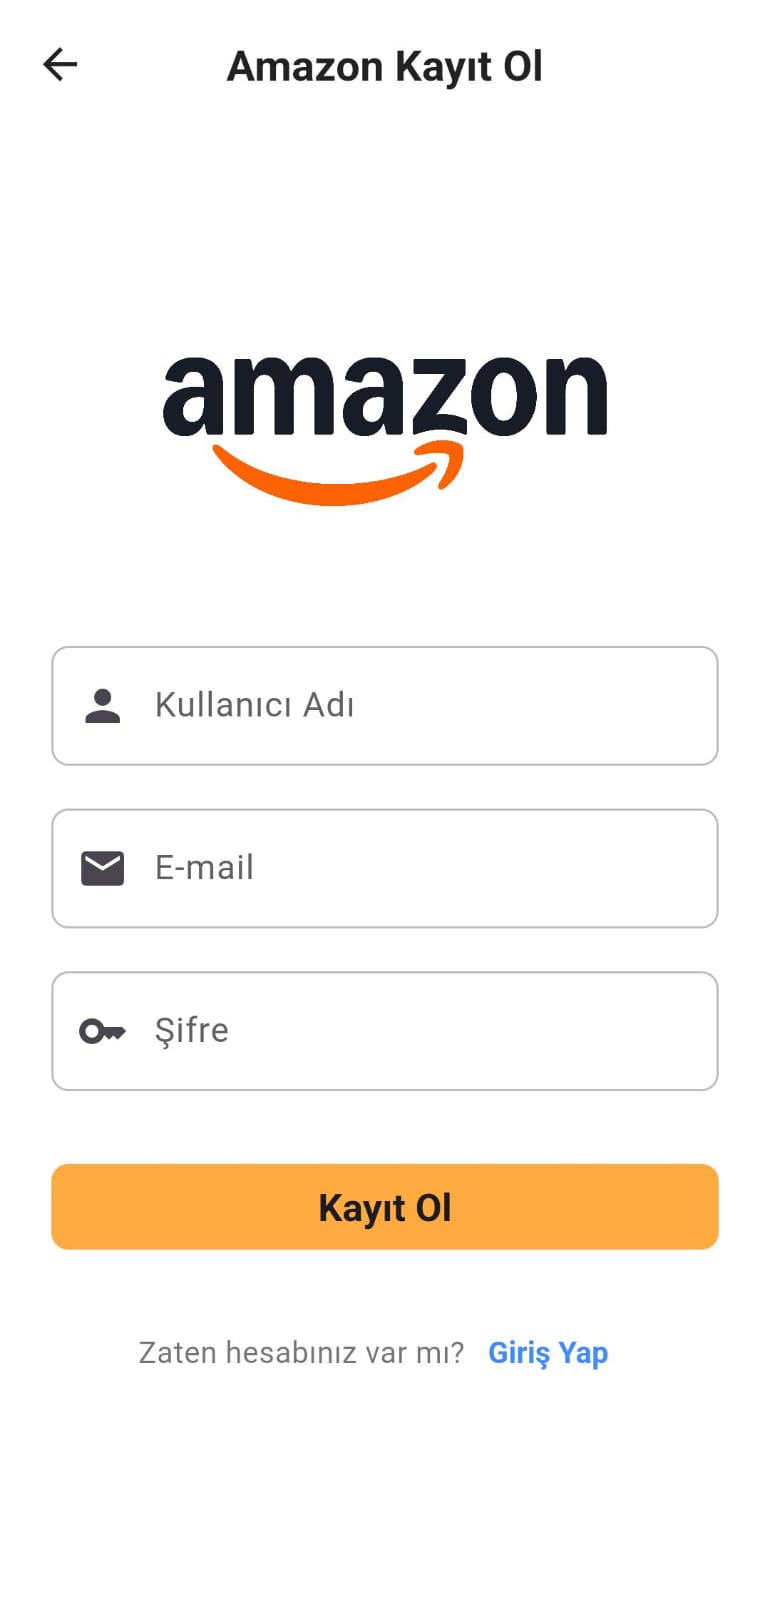 Amazon Kayıt Ol
amazon
Kullanıcı Adı
E-mail
Şifre
Kayıt Ol
Zaten hesabınız var mı? Giriş Yap